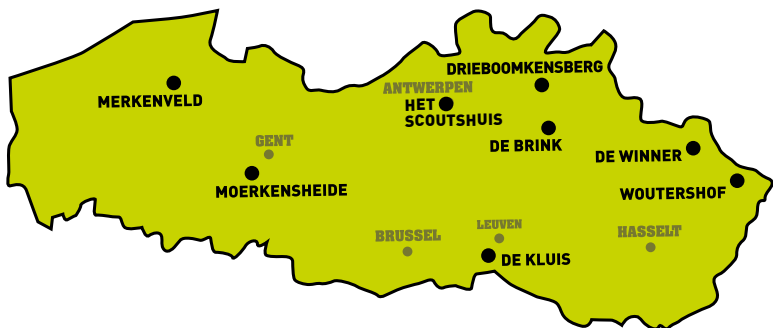 DRIEBOOMKENSBERG
ANTWERPEN
MERKENVELD
HET
SCOUTSHUIS
GENT
DE BRINK
DE WINNER
MOERKENSHEIDE
WOUTERSHOF
LEUVEN
BRUSSEL
HASSELT
DE KLUIS